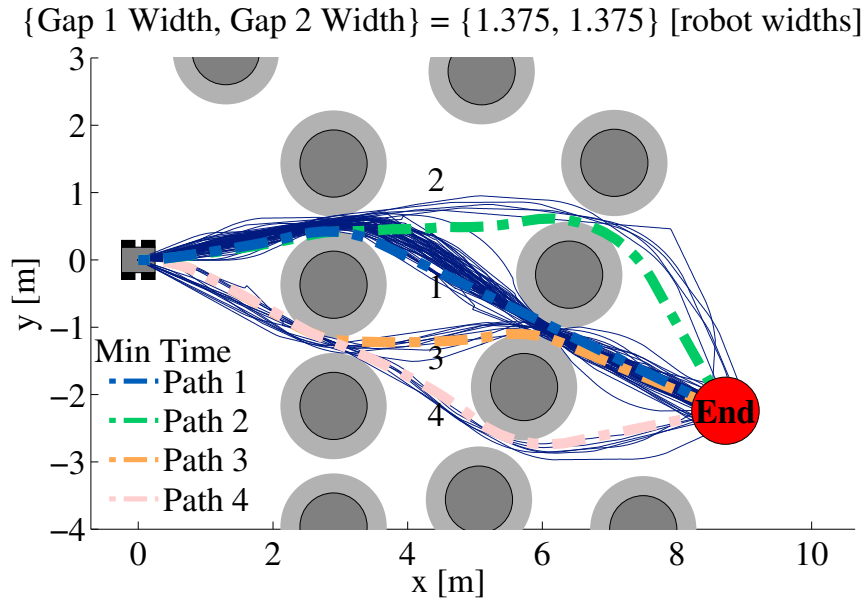 {Gap 1 Width, Gap 2 Width} = {1.375, 1.375} [robot widths]
3
2
1
0
−1
−2
−3
−4
y [m]
2
1
3
4
Min Time
Path 1
Path 2
Path 3
Path 4
End
0 2 4 6 8 10
x [m]